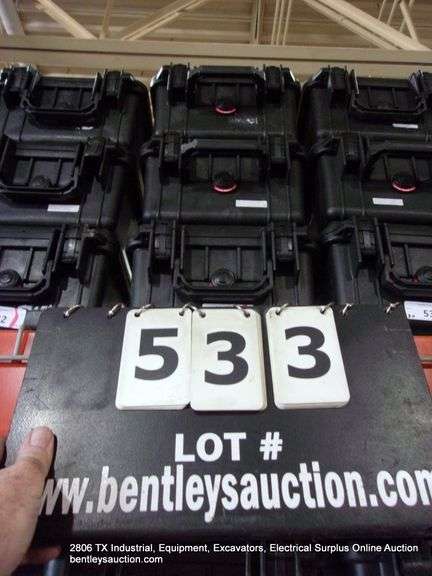 533
LOT #
www.bentleysauction.com
2806 TX Industrial, Equipment, Excavators, Electrical Surplus Online Auction
bentleysauction.com